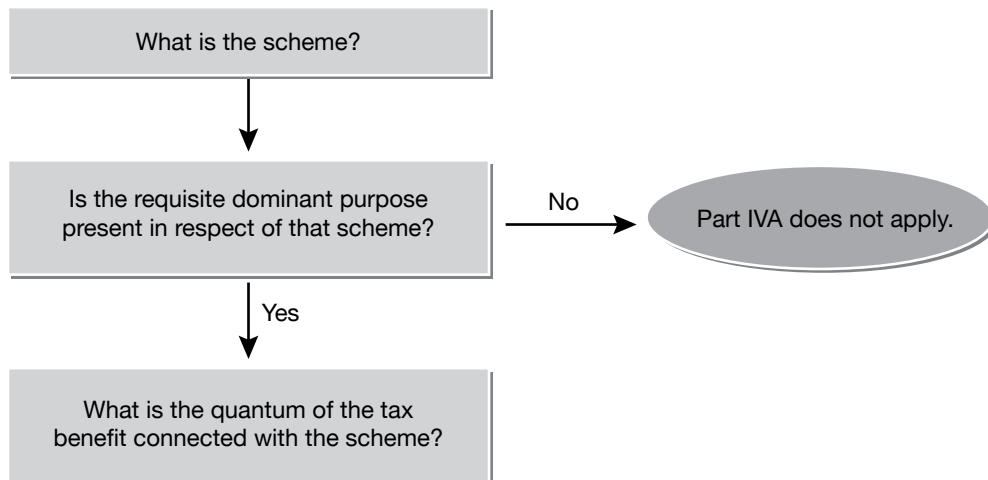 What is the scheme?
Is the requisite dominant purpose
present in respect of that scheme?
No
Part IVA does not apply.
Yes
What is the quantum of the tax
benefit connected with the scheme?